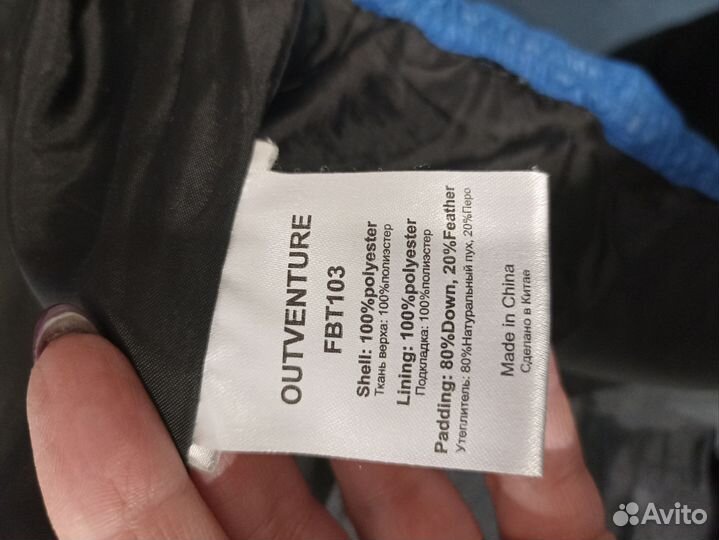 OUTVENTURE
FBT103
Shell: 100%polyester
Ткань верха: 100%полиэстер
Lining: 100%polyester
Подкладка: 100%полиэстер
Padding: 80%Down, 20%Feather
Утеплитель: 80%Натуральный пух, 20%Перо
Made in China
Сделано в Китае
Avito